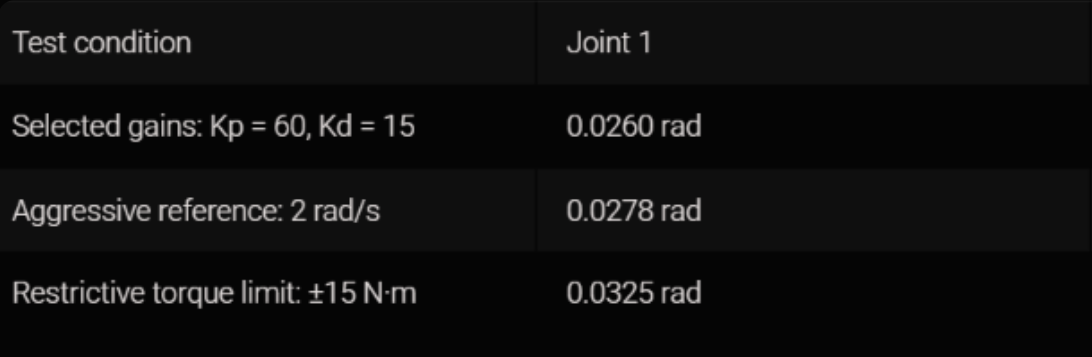 Test condition Joint 1
Selected gains: Kp = 60, Kd = 15 0.0260 rad
Aggressive reference: 2 rad/s 0.0278 rad
Restrictive torque limit: ±15 N·m 0.0325 rad